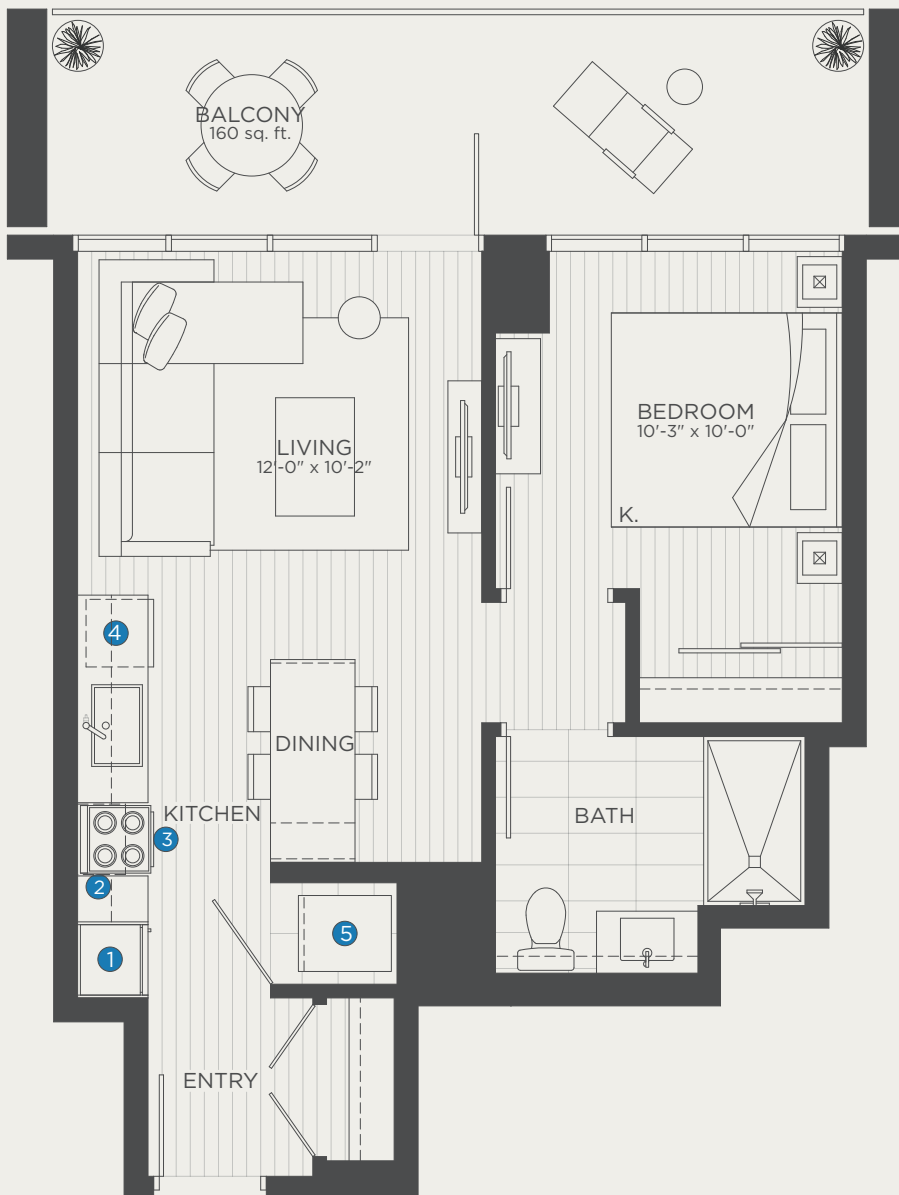 BALCONY
160 sq. ft.
LIVING
12'-0" x 10'-2"
BEDROOM
10'-3" x 10'-0"
K.
4
DINING
KITCHEN
3
BATH
2
5
1
ENTRY